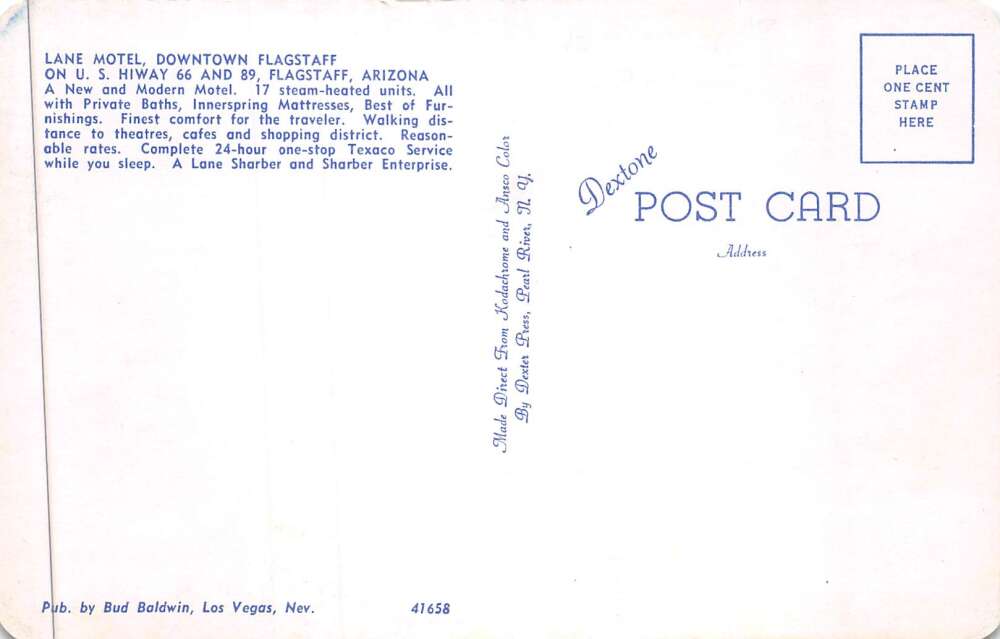 LANE MOTEL, DOWNTOWN FLAGSTAFF
ON U. S. HIWAY 66 AND 89, FLAGSTAFF, ARIZONA
A New and Modern Motel. 17 steam-heated units. All
with Private Baths, Innerspring Mattresses, Best of Fur-
nishings. Finest comfort for the traveler. Walking dis-
tance to theatres, cafes and shopping district. Reason-
able rates. Complete 24-hour one-stop Texaco Service
while you sleep. A Lane Sharber and Sharber Enterprise.
Pub. by Bud Baldwin, Los Vegas, Nev. 41658
Made Direct From Kodachrome and Ansco Color
By Dexter Press, Pearl River, N. Y.
Dextone
POST CARD
Address
PLACE
ONE CENT
STAMP
HERE